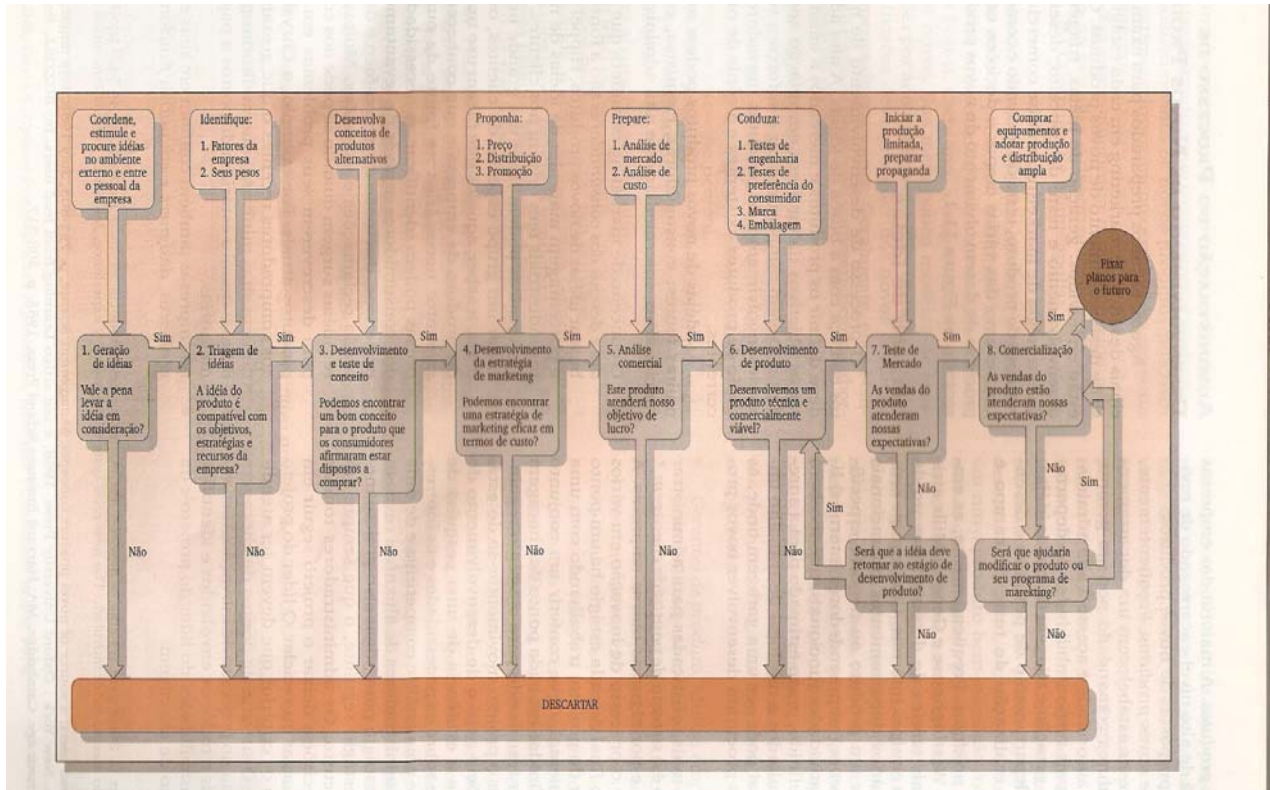 Coordene,
estimule e
procure idéias
no ambiente
externo e entre
o pessoal da
empresa
Identifique:
1. Fatores da
empresa
2. Seus pesos
Desenvolva
conceitos de
produtos
alternativos
Proponha:
1. Preço
2. Distribuição
3. Promoção
Prepare:
1. Análise de
mercado
2. Análise de
custo
Conduza:
1. Testes de
engenharia
2. Testes de
preferência do
consumidor
3. Marca
4. Embalagem
Iniciar a
produção
limitada,
preparar
propaganda
Comprar
equipamentos e
adotar produção
e distribuição
ampla
Fixar
planos para
o futuro
Sim
Sim
Sim
Sim
Sim
Sim
Sim
Sim
1. Geração
de idéias
Vale a pena
levar a
idéia em
consideração?
2. Triagem de
idéias
A idéia do
produto é
compatível com
os objetivos,
estratégias e
recursos da
empresa?
3. Desenvolvimento
e teste de
conceito
Podemos encontrar
um bom conceito
para o produto que
os consumidores
afirmaram estar
dispostos a
comprar?
4. Desenvolvimento
da estratégia
de marketing
Podemos encontrar
uma estratégia de
marketing eficaz em
termos de custo?
5. Análise
comercial
Este produto
atenderá nosso
objetivo de
lucro?
6. Desenvolvimento
de produto
Desenvolvemos um
produto técnica e
comercialmente
viável?
7. Teste de
Mercado
As vendas do
produto
atenderam
nossas
expectativas?
8. Comercialização
As vendas do
produto estão
atenderam nossas
expectativas?
Não
Não
Sim
Sim
Não
Não
Não
Não
Não
Não
Será que a idéia deve
retornar ao estágio de
desenvolvimento de
produto?
Será que ajudaria
modificar o produto ou
seu programa de
marekting?
Não
Não
DESCARTAR